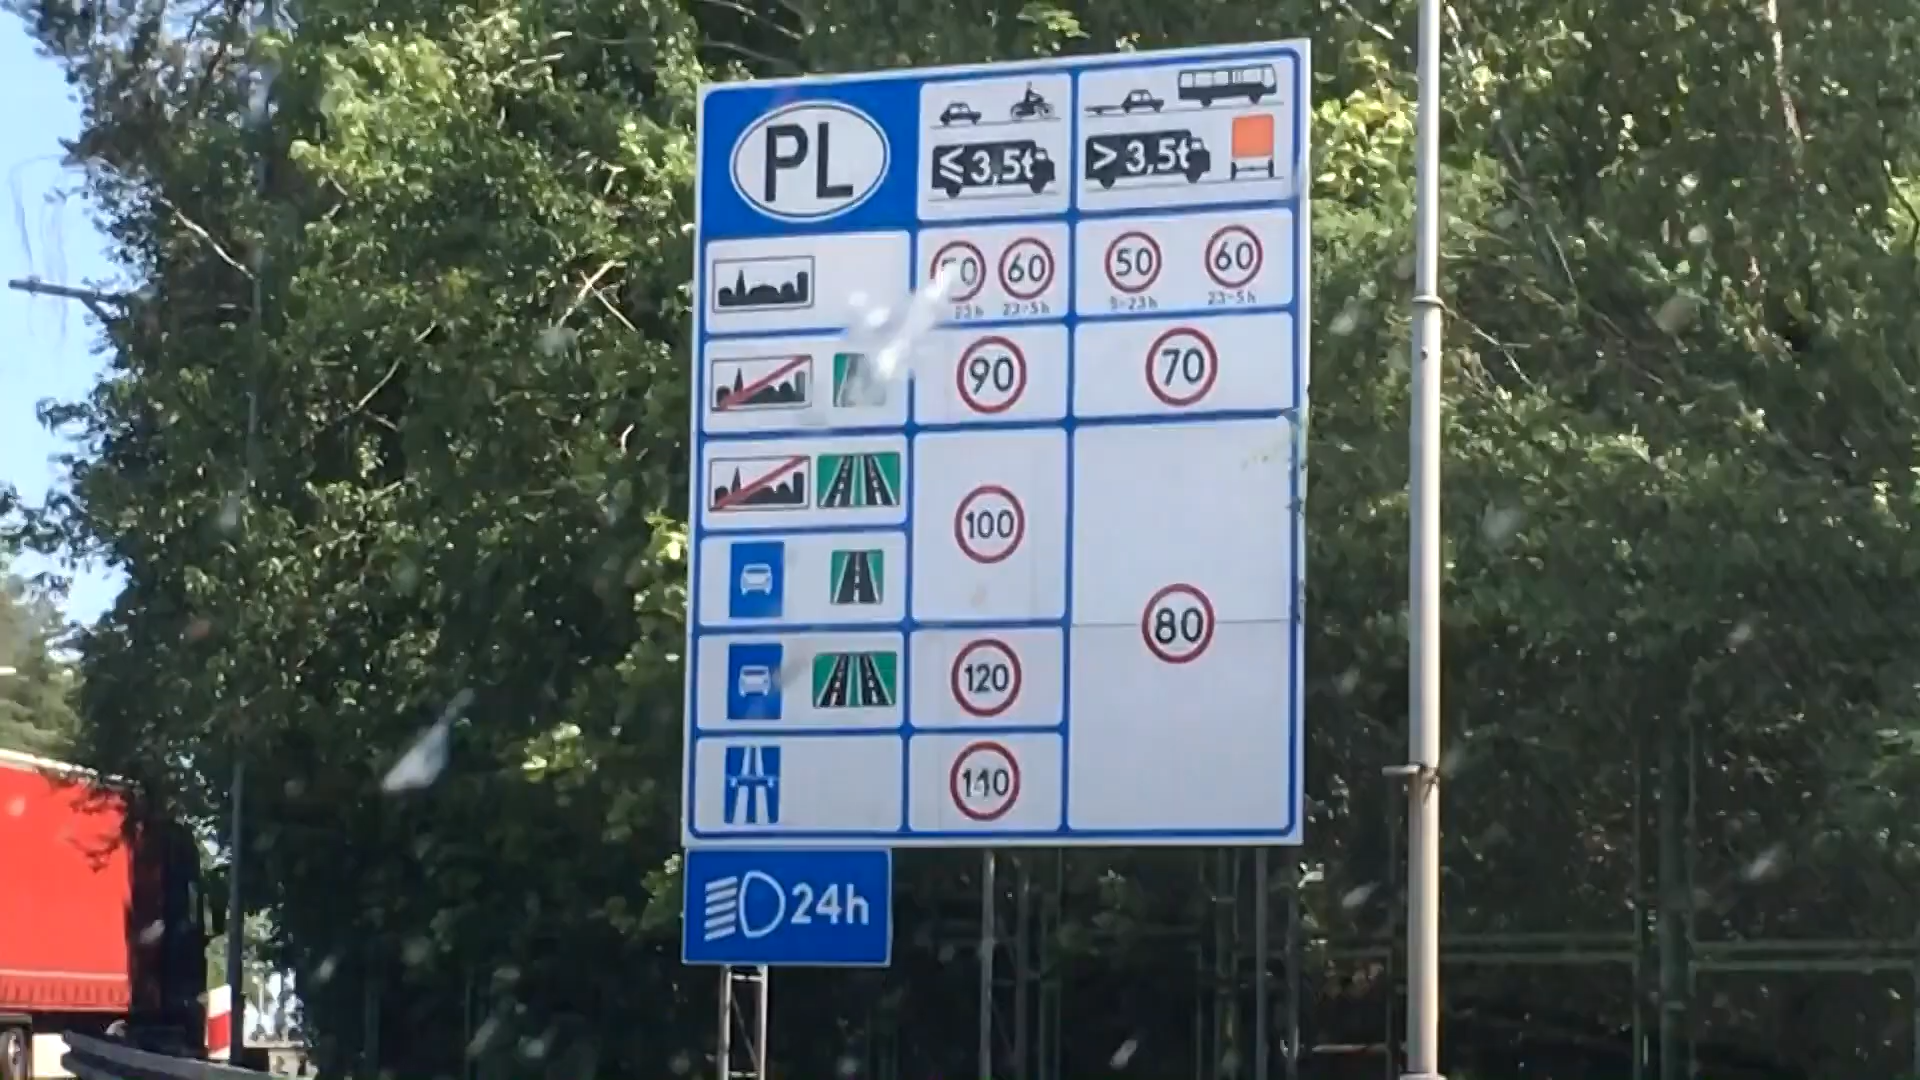 PL
≤ 3,5t
> 3,5t
60 50 60
23-5h 5-23h 23-5h
90 70
100
80
120
140
24h